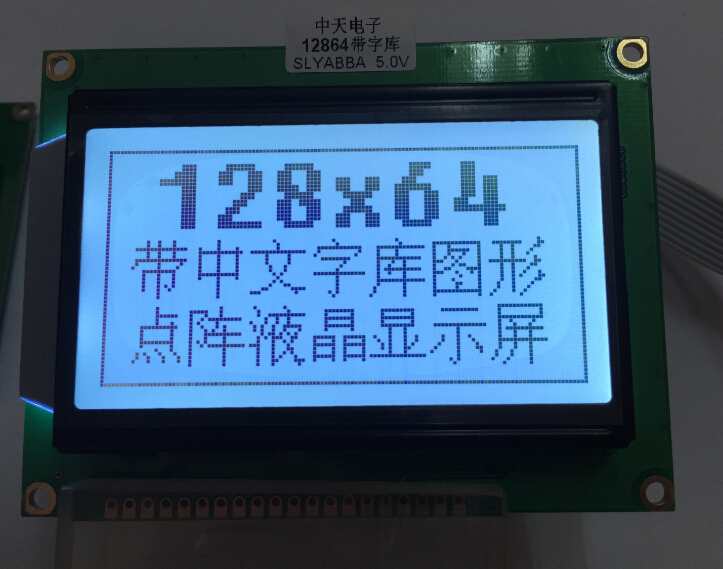 中天电子
12864带字库
SLYABBA 5.0V
128x64
带中文字库图形
点阵液晶显示屏